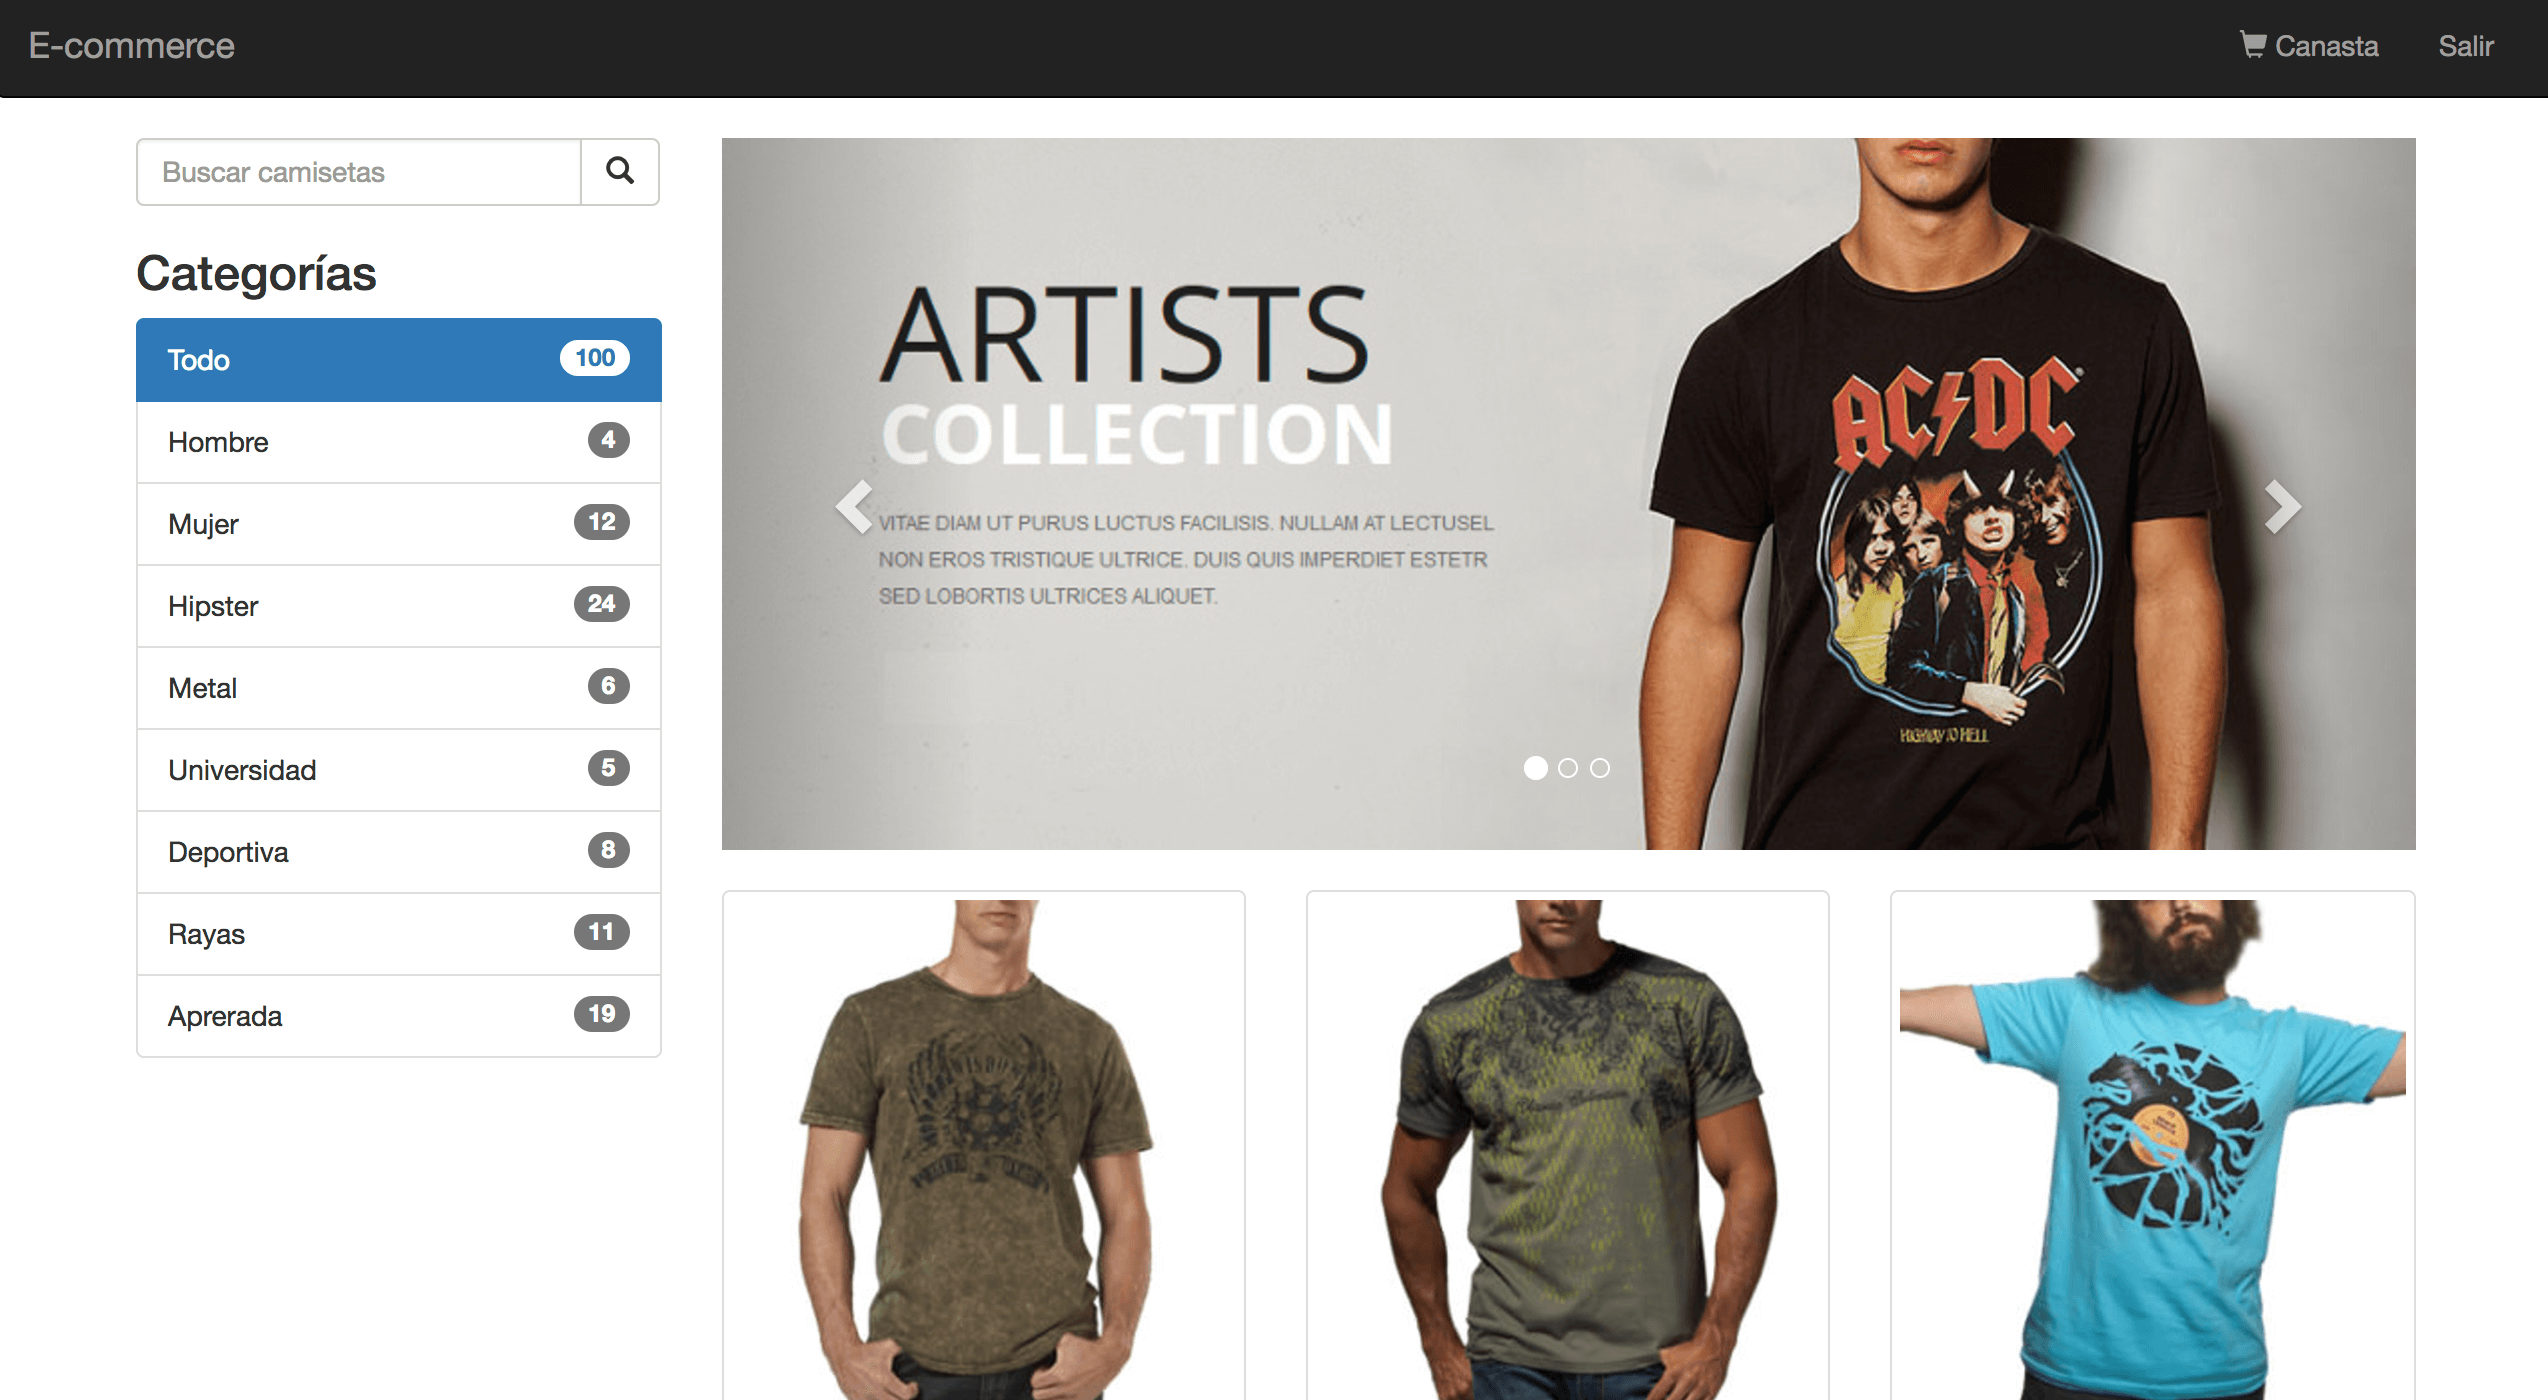 E-commerce
Canasta
Salir
Buscar camisetas
Categorías
Todo 100
Hombre 4
Mujer 12
Hipster 24
Metal 6
Universidad 5
Deportiva 8
Rayas 11
Aprerada 19
ARTISTS
COLLECTION
VITAE DIAM UT PURUS LUCTUS FACILISIS. NULLAM AT LECTUSEL
NON EROS TRISTIQUE ULTRICE. DUIS QUIS IMPERDIET ESTETR
SED LOBORTIS ULTRICES ALIQUET.
AC/DC
HIGHWAY TO HELL